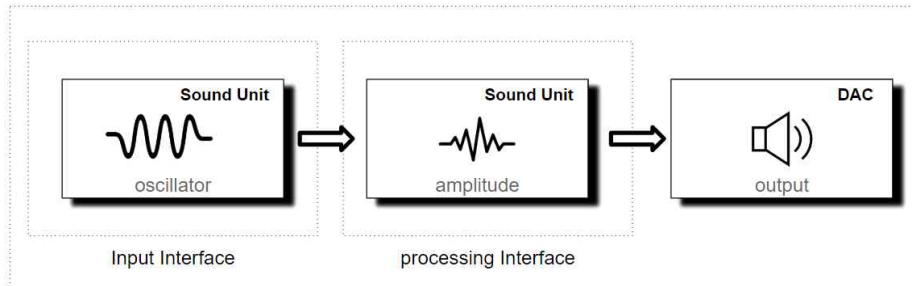 Sound Unit
oscillator
Sound Unit
amplitude
DAC
output
Input Interface
processing Interface